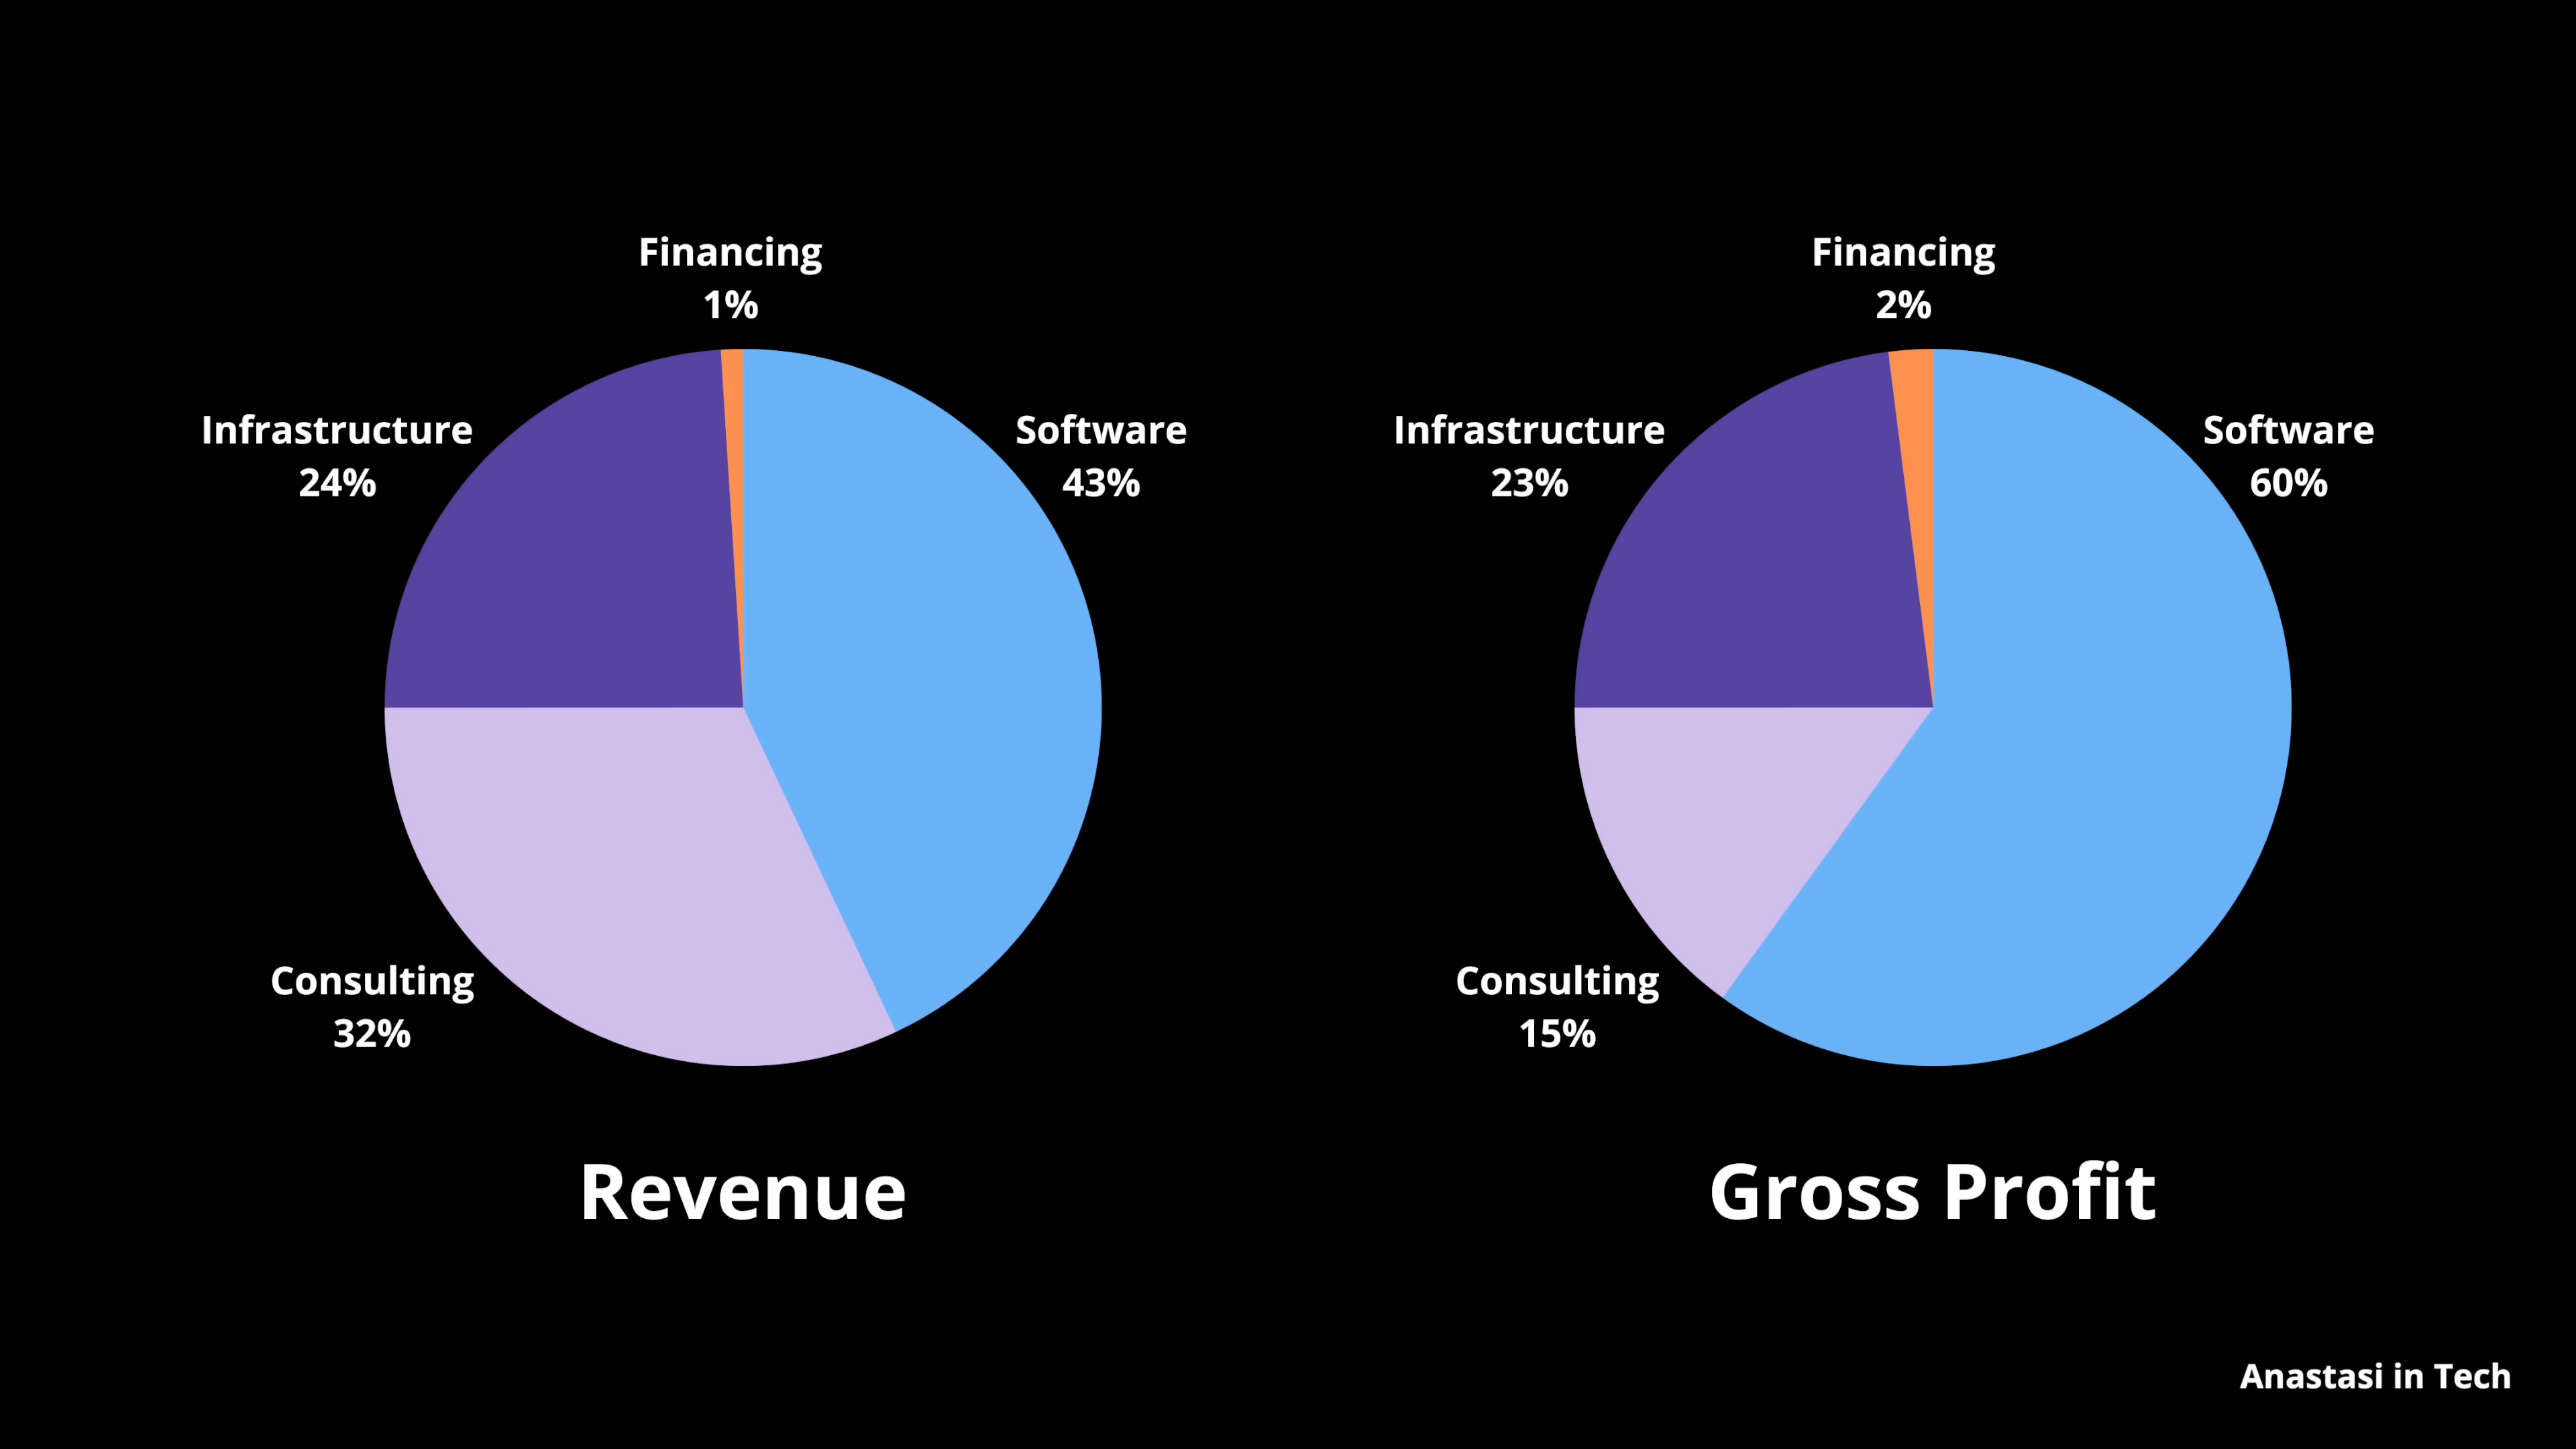 Financing
1%
Infrastructure
24%
Software
43%
Consulting
32%
Revenue
Financing
2%
Infrastructure
23%
Software
60%
Consulting
15%
Gross Profit
Anastasi in Tech